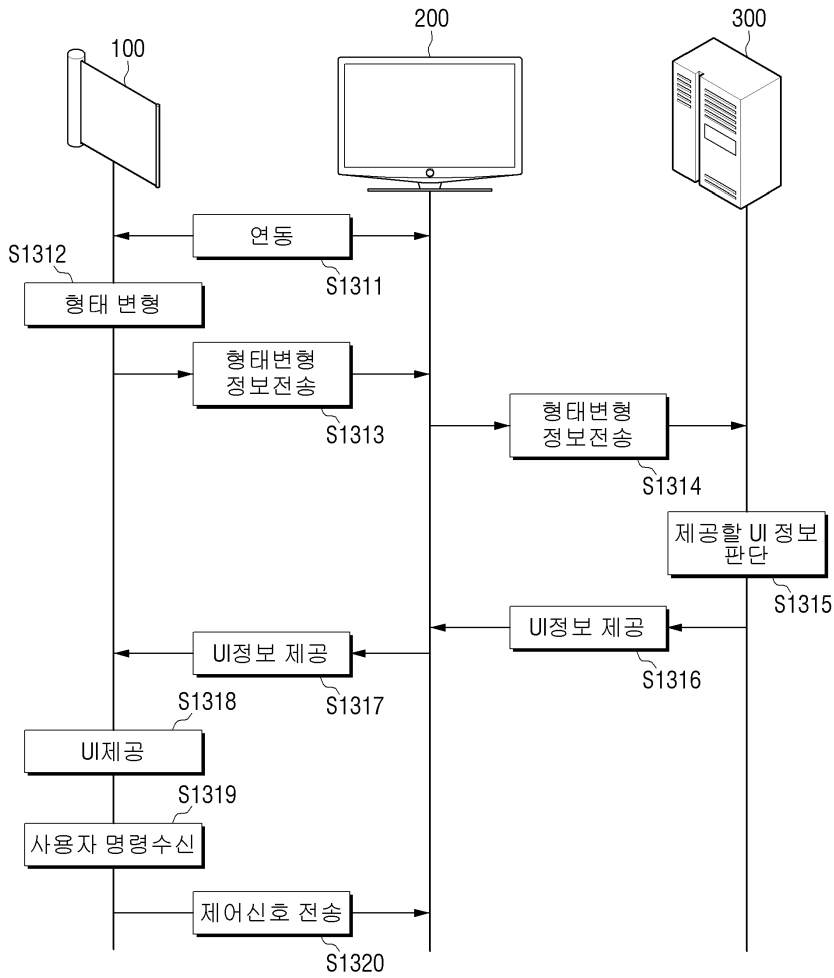 100
200
300
연동
S1311
S1312
형태 변형
형태변형
정보전송
S1313
형태변형
정보전송
S1314
제공할 UI 정보
판단
S1315
UI정보 제공
S1316
UI정보 제공
S1317
S1318
UI제공
S1319
사용자 명령수신
제어신호 전송
S1320